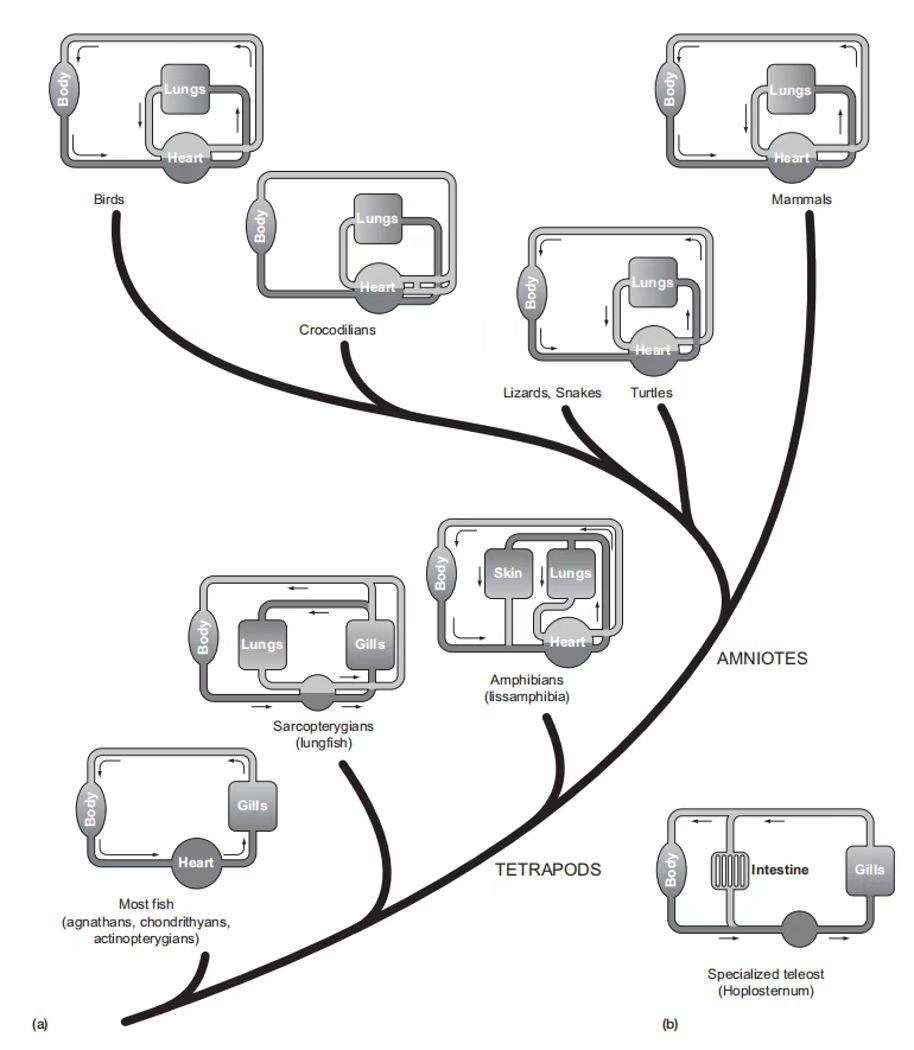 Body
Lungs
Heart
Birds
Body
Lungs
Heart
Mammals
Body
Lungs
Heart
Crocodilians
Body
Lungs
Heart
Lizards, Snakes
Turtles
Body
Skin
Lungs
Heart
Amphibians
(lissamphibia)
AMNIOTES
Body
Lungs
Gills
Sarcopterygians
(lungfish)
Body
Gills
Heart
Most fish
(agnathans, chondrithyans,
actinopterygians)
TETRAPODS
Body
Intestine
Gills
Specialized teleost
(Hoplosternum)
(a)
(b)